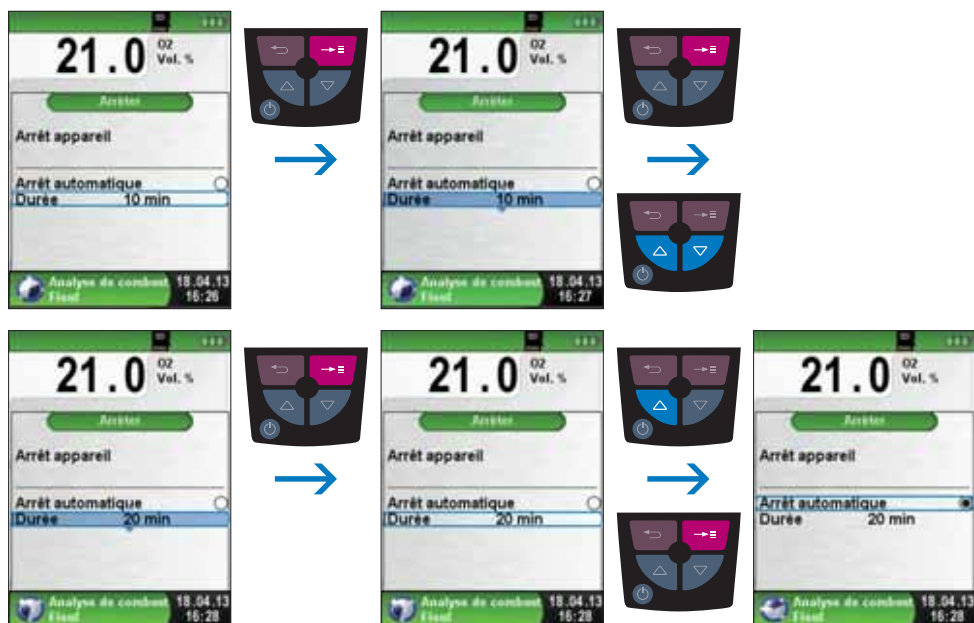 21.0 O2
Vol. %
Arrêter
Arrêt appareil
Arrêt automatique
Durée 10 min
Analyse de combust 18.04.13
Fioul 16:26
21.0 O2
Vol. %
Arrêter
Arrêt appareil
Arrêt automatique
Durée 10 min
Analyse de combust 18.04.13
Fioul 16:27
21.0 O2
Vol. %
Arrêter
Arrêt appareil
Arrêt automatique
Durée 20 min
Analyse de combust 18.04.13
Fioul 16:28
21.0 O2
Vol. %
Arrêter
Arrêt appareil
Arrêt automatique
Durée 20 min
Analyse de combust 18.04.13
Fioul 16:28
21.0 O2
Vol. %
Arrêter
Arrêt appareil
Arrêt automatique
Durée 20 min
Analyse de combust 18.04.13
Fioul 16:28